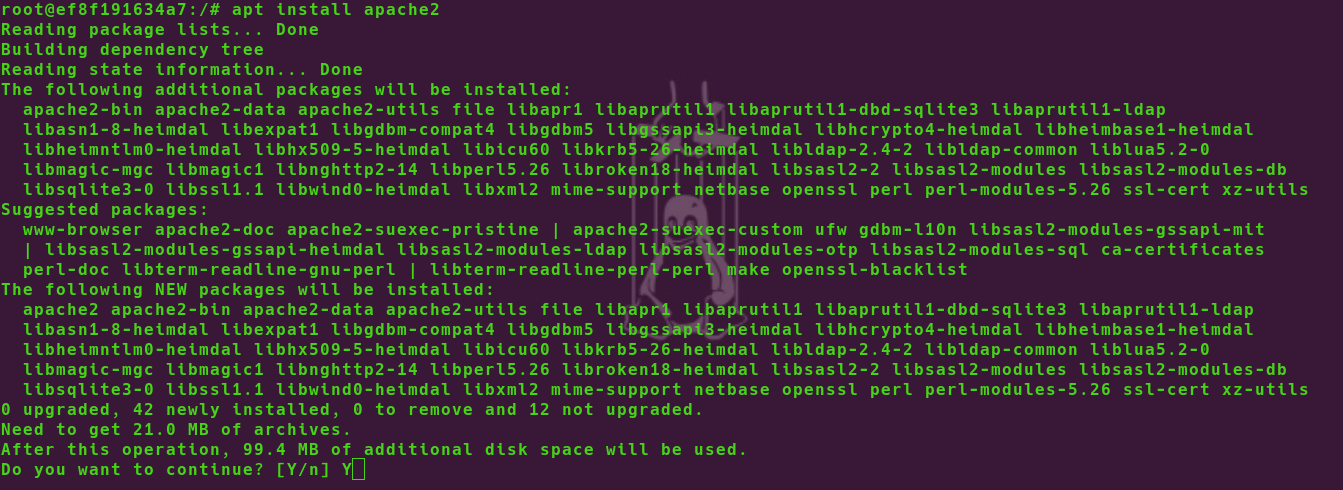 root@ef8f191634a7:/# apt install apache2
Reading package lists... Done
Building dependency tree
Reading state information... Done
The following additional packages will be installed:
  apache2-bin apache2-data apache2-utils file libapr1 libaprutil1 libaprutil1-dbd-sqlite3 libaprutil1-ldap
  libasn1-8-heimdal libexpat1 libgdbm-compat4 libgdbm5 libgssapi3-heimdal libhcrypto4-heimdal libheimbase1-heimdal
  libheimntlm0-heimdal libhx509-5-heimdal libicu60 libkrb5-26-heimdal libldap-2.4-2 libldap-common liblua5.2-0
  libmagic-mgc libmagic1 libnghttp2-14 libperl5.26 libroken18-heimdal libsasl2-2 libsasl2-modules libsasl2-modules-db
  libsqlite3-0 libssl1.1 libwind0-heimdal libxml2 mime-support netbase openssl perl perl-modules-5.26 ssl-cert xz-utils
Suggested packages:
  www-browser apache2-doc apache2-suexec-pristine | apache2-suexec-custom ufw gdbm-l10n libsasl2-modules-gssapi-mit
  | libsasl2-modules-gssapi-heimdal libsasl2-modules-ldap libsasl2-modules-otp libsasl2-modules-sql ca-certificates
  perl-doc libterm-readline-gnu-perl | libterm-readline-perl-perl make openssl-blacklist
The following NEW packages will be installed:
  apache2 apache2-bin apache2-data apache2-utils file libapr1 libaprutil1 libaprutil1-dbd-sqlite3 libaprutil1-ldap
  libasn1-8-heimdal libexpat1 libgdbm-compat4 libgdbm5 libgssapi3-heimdal libhcrypto4-heimdal libheimbase1-heimdal
  libheimntlm0-heimdal libhx509-5-heimdal libicu60 libkrb5-26-heimdal libldap-2.4-2 libldap-common liblua5.2-0
  libmagic-mgc libmagic1 libnghttp2-14 libperl5.26 libroken18-heimdal libsasl2-2 libsasl2-modules libsasl2-modules-db
  libsqlite3-0 libssl1.1 libwind0-heimdal libxml2 mime-support netbase openssl perl perl-modules-5.26 ssl-cert xz-utils
0 upgraded, 42 newly installed, 0 to remove and 12 not upgraded.
Need to get 21.0 MB of archives.
After this operation, 99.4 MB of additional disk space will be used.
Do you want to continue? [Y/n] Y